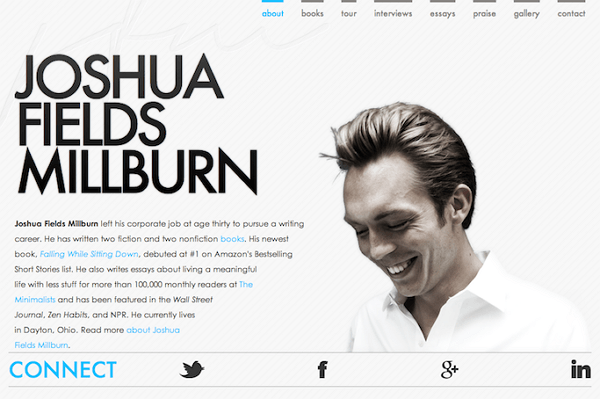 about books tour interviews essays praise gallery contact
JOSHUA
FIELDS
MILLBURN
Joshua Fields Millburn left his corporate job at age thirty to pursue a writing
career. He has written two fiction and two nonfiction books. His newest
book, Falling While Sitting Down, debuted at #1 on Amazon's Bestselling
Short Stories list. He also writes essays about living a meaningful
life with less stuff for more than 100,000 monthly readers at The
Minimalists and has been featured in the Wall Street
Journal, Zen Habits, and NPR. He currently lives
in Dayton, Ohio. Read more about Joshua
Fields Millburn.
CONNECT f g+ in